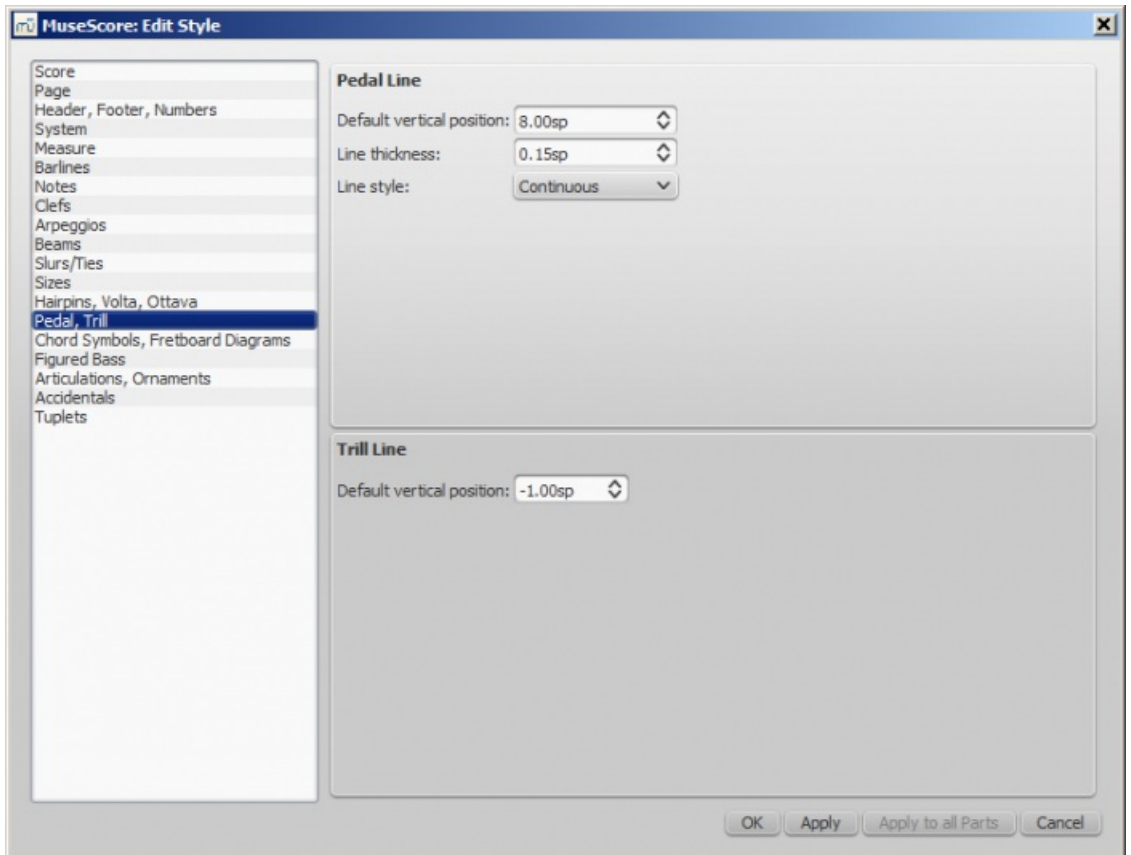 MuseScore: Edit Style
Score
Page
Header, Footer, Numbers
System
Measure
Barlines
Notes
Clefs
Arpeggios
Beams
Slurs/Ties
Sizes
Hairpins, Volta, Ottava
Pedal, Trill
Chord Symbols, Fretboard Diagrams
Figured Bass
Articulations, Ornaments
Accidentals
Tuplets
Pedal Line
Default vertical position: 8.00sp
Line thickness: 0.15sp
Line style: Continuous
Trill Line
Default vertical position: -1.00sp
OK Apply Apply to all Parts Cancel